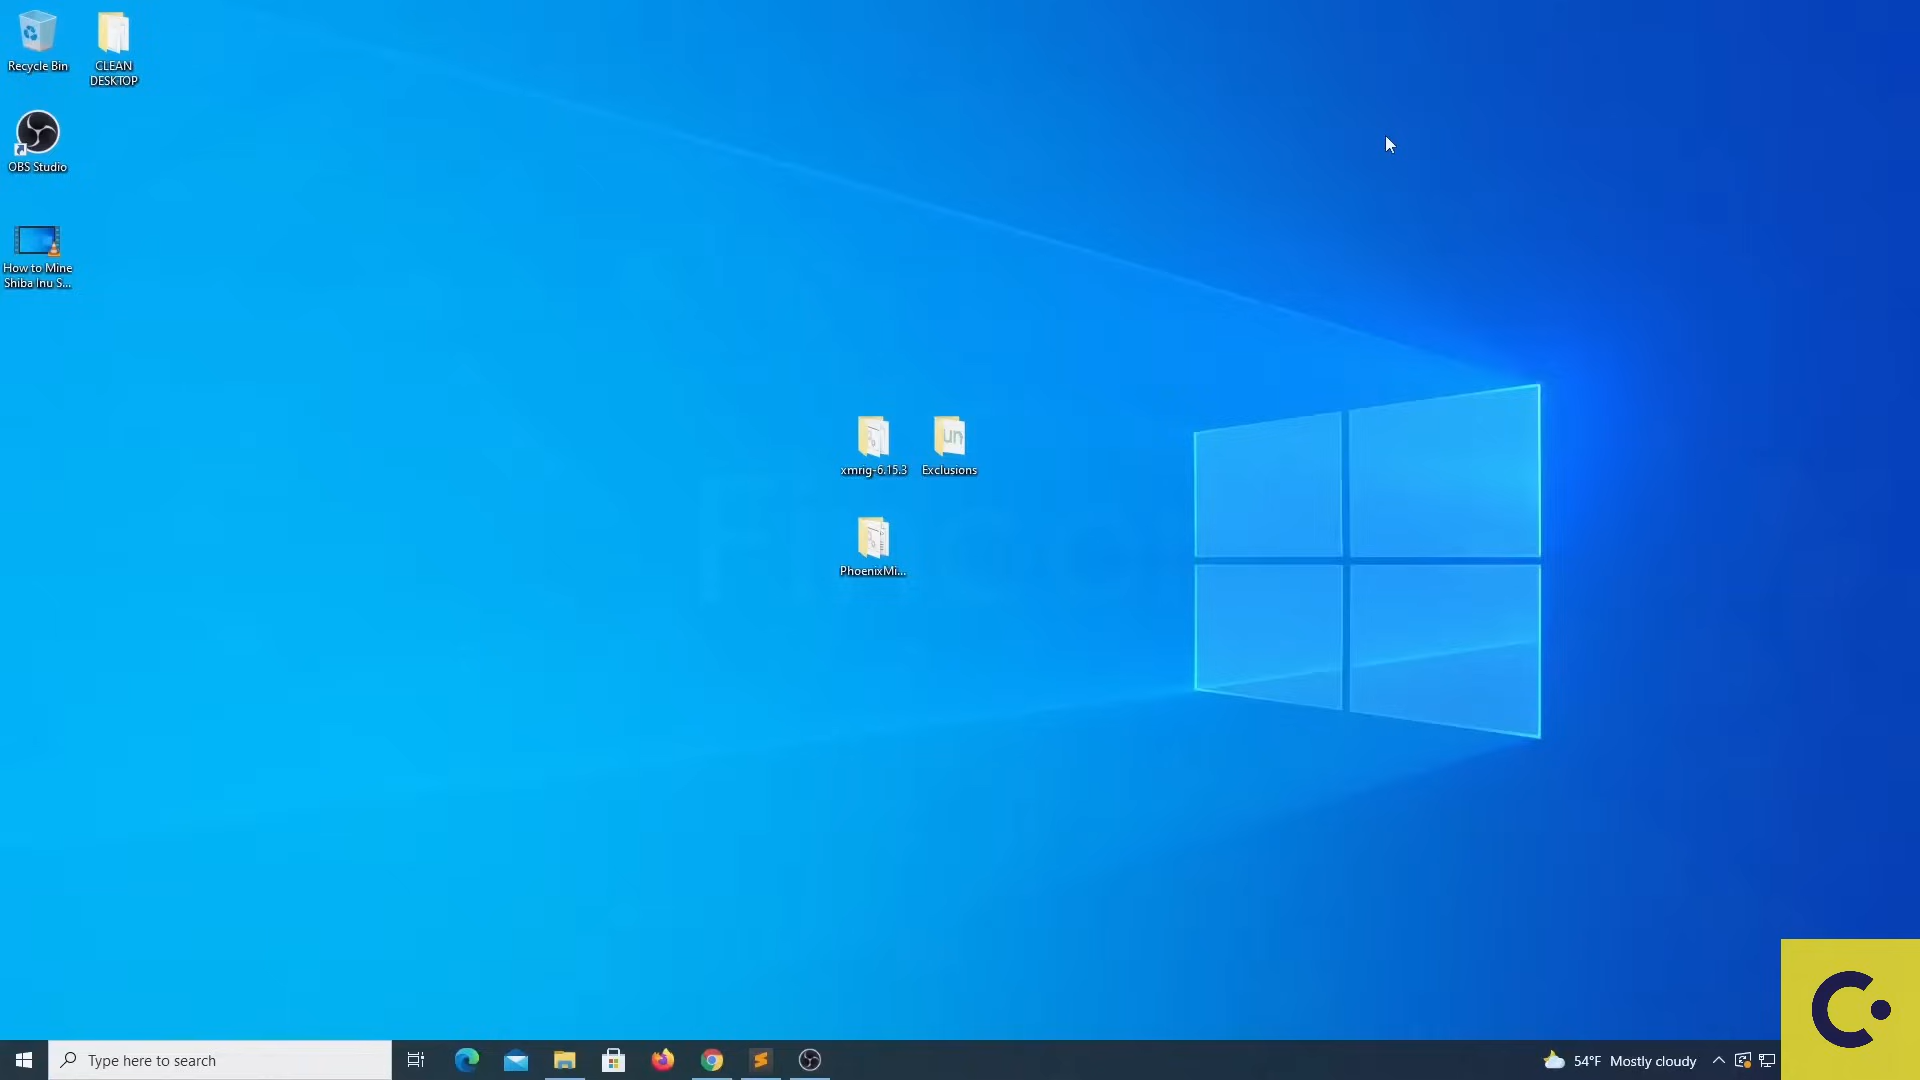 Recycle Bin
CLEAN
DESKTOP
OBS Studio
How to Mine
Shiba Inu S...
xmrig-6.15.3
Exclusions
PhoenixMi...
Type here to search
54°F Mostly cloudy